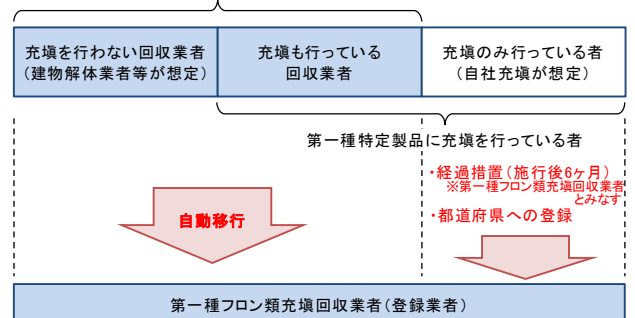 充塡を行わない回収業者
(建物解体業者等が想定)
充塡も行っている
回収業者
充塡のみ行っている者
(自社充塡が想定)
第一種特定製品に充塡を行っている者
・経過措置(施行後6ヶ月)
※第一種フロン類充塡回収業者
とみなす
・都道府県への登録
自動移行
第一種フロン類充塡回収業者(登録業者)